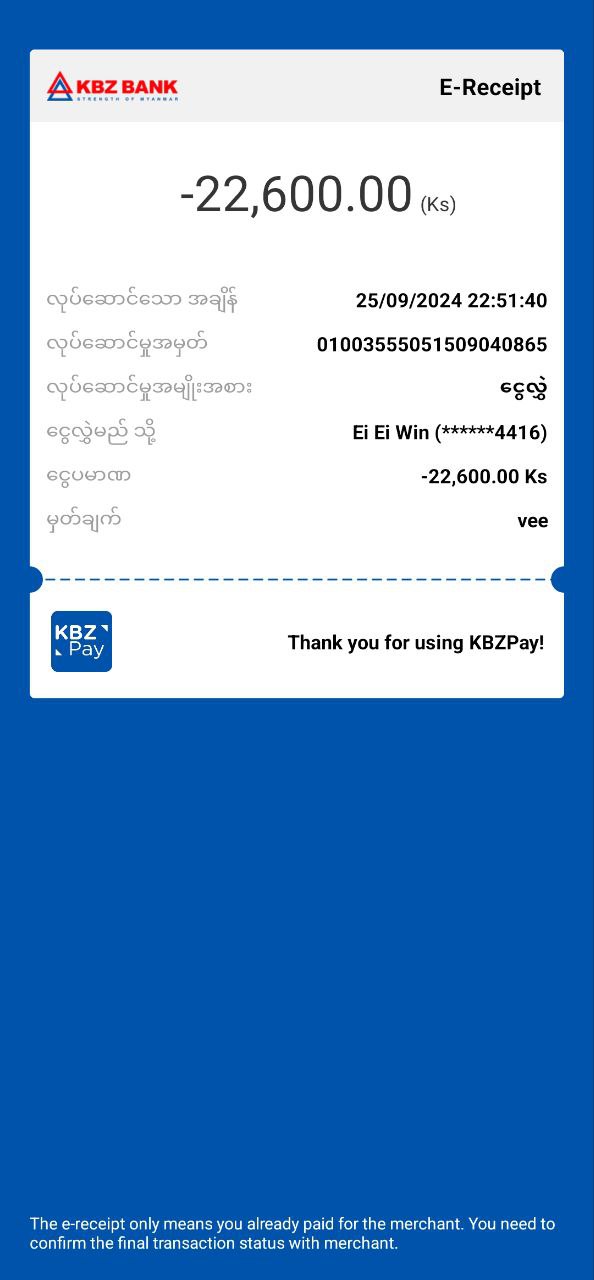 KBZ BANK
STRENGTH OF MYANMAR
E-Receipt
-22,600.00 (Ks)
လုပ်ဆောင်သော အချိန် 25/09/2024 22:51:40
လုပ်ဆောင်မှုအမှတ် 01003555051509040865
လုပ်ဆောင်မှုအမျိုးအစား ငွေလွှဲ
ငွေလွှဲမည် သို့ Ei Ei Win (******4416)
ငွေပမာဏ -22,600.00 Ks
မှတ်ချက် vee
KBZ
Pay
Thank you for using KBZPay!
The e-receipt only means you already paid for the merchant. You need to
confirm the final transaction status with merchant.